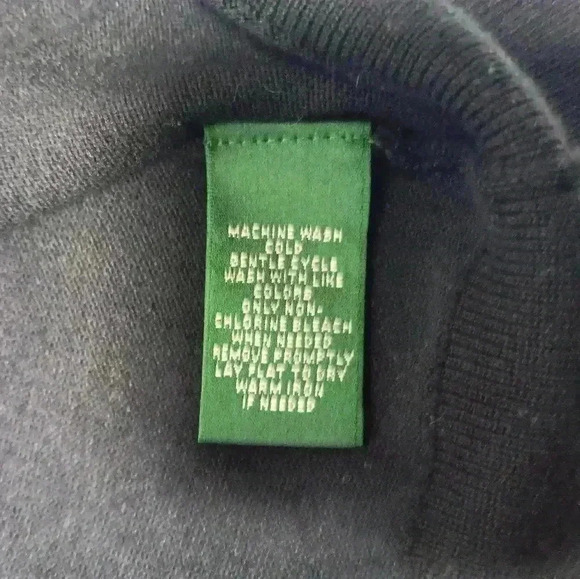 MACHINE WASH
COLD
GENTLE CYCLE
WASH WITH LIKE
COLORS
ONLY NON-
CHLORINE BLEACH
WHEN NEEDED
REMOVE PROMPTLY
LAY FLAT TO DRY
WARM IRON
IF NEEDED